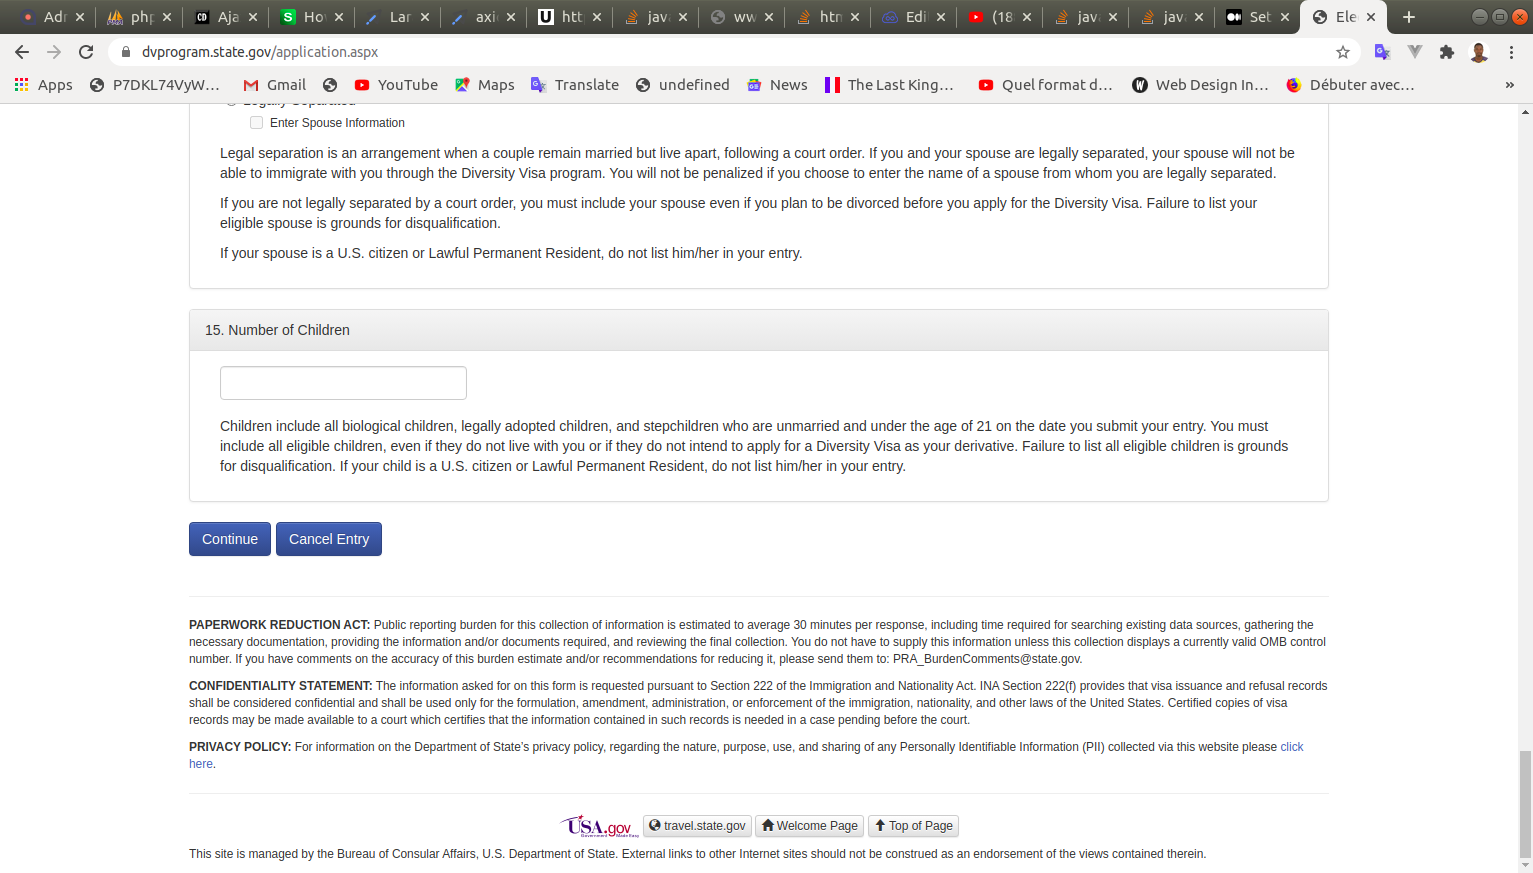 Adr
php
Aja
Ho
Lar
axi
htt
java
ww
htn
Edi
(18
java
java
Set
Ele
dvprogram.state.gov/application.aspx
Apps
P7DKL74VyW...
Gmail
YouTube
Maps
Translate
undefined
News
The Last King...
Quel format d...
Web Design In...
Débuter avec...
»
Legally Separated
Enter Spouse Information
Legal separation is an arrangement when a couple remain married but live apart, following a court order. If you and your spouse are legally separated, your spouse will not be
able to immigrate with you through the Diversity Visa program. You will not be penalized if you choose to enter the name of a spouse from whom you are legally separated.
If you are not legally separated by a court order, you must include your spouse even if you plan to be divorced before you apply for the Diversity Visa. Failure to list your
eligible spouse is grounds for disqualification.
If your spouse is a U.S. citizen or Lawful Permanent Resident, do not list him/her in your entry.
15. Number of Children
Children include all biological children, legally adopted children, and stepchildren who are unmarried and under the age of 21 on the date you submit your entry. You must
include all eligible children, even if they do not live with you or if they do not intend to apply for a Diversity Visa as your derivative. Failure to list all eligible children is grounds
for disqualification. If your child is a U.S. citizen or Lawful Permanent Resident, do not list him/her in your entry.
Continue
Cancel Entry
PAPERWORK REDUCTION ACT: Public reporting burden for this collection of information is estimated to average 30 minutes per response, including time required for searching existing data sources, gathering the
necessary documentation, providing the information and/or documents required, and reviewing the final collection. You do not have to supply this information unless this collection displays a currently valid OMB control
number. If you have comments on the accuracy of this burden estimate and/or recommendations for reducing it, please send them to: PRA_BurdenComments@state.gov.
CONFIDENTIALITY STATEMENT: The information asked for on this form is requested pursuant to Section 222 of the Immigration and Nationality Act. INA Section 222(f) provides that visa issuance and refusal records
shall be considered confidential and shall be used only for the formulation, amendment, administration, or enforcement of the immigration, nationality, and other laws of the United States. Certified copies of visa
records may be made available to a court which certifies that the information contained in such records is needed in a case pending before the court.
PRIVACY POLICY: For information on the Department of State's privacy policy, regarding the nature, purpose, use, and sharing of any Personally Identifiable Information (PII) collected via this website please click
here.
USA.gov
Government Made Easy
travel.state.gov
Welcome Page
Top of Page
This site is managed by the Bureau of Consular Affairs, U.S. Department of State. External links to other Internet sites should not be construed as an endorsement of the views contained therein.